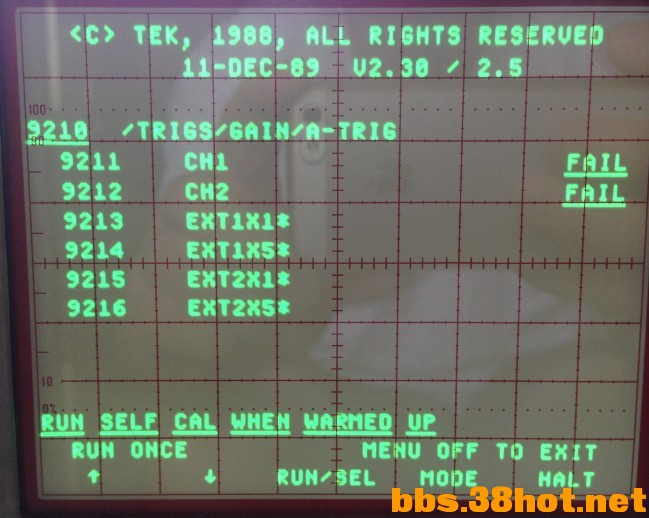 <C> TEK, 1988, ALL RIGHTS RESERVED
11-DEC-89 V2.30 / 2.5
100
9210 /TRIGS/GAIN/A-TRIG
90
9211 CH1 FAIL
9212 CH2 FAIL
9213 EXT1X1*
9214 EXT1X5*
9215 EXT2X1*
9216 EXT2X5*
10
0%
RUN SELF CAL WHEN WARMED UP
RUN ONCE MENU OFF TO EXIT
↑ ↓ RUN/SEL MODE HALT
bbs.38hot.net